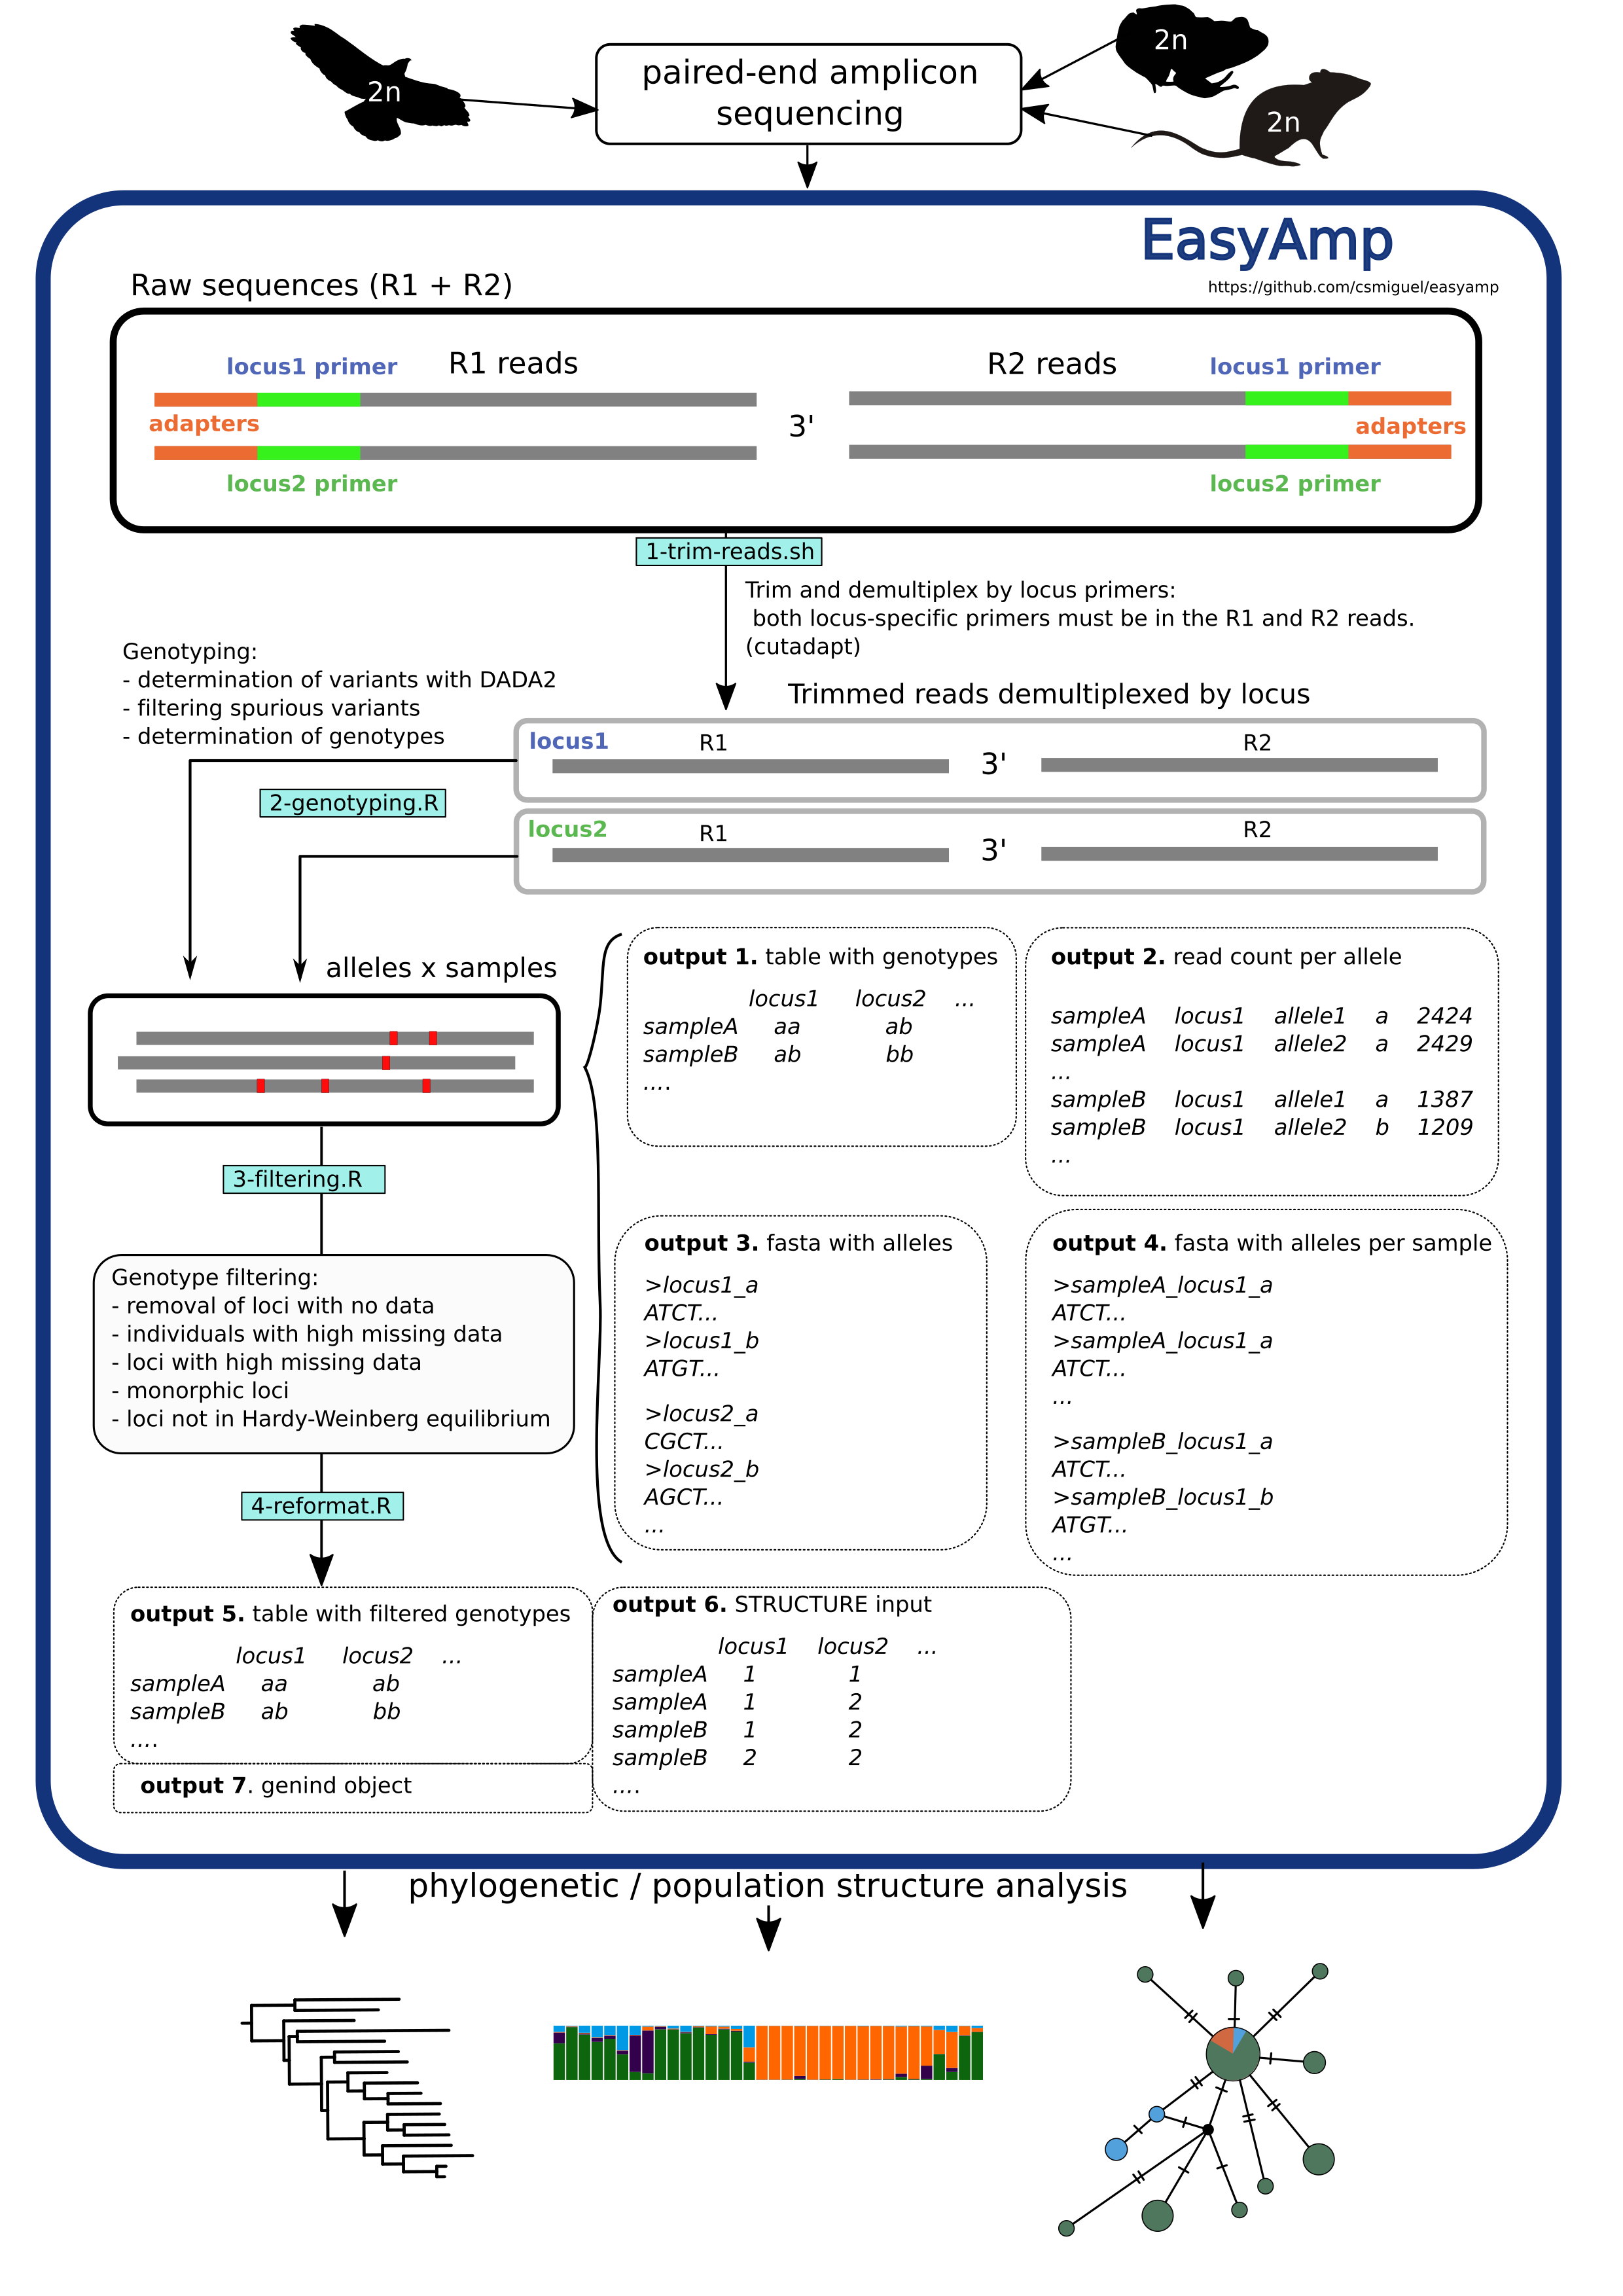 2n
paired-end amplicon
sequencing
2n
2n
EasyAmp
https://github.com/csmiguel/easyamp
Raw sequences (R1 + R2)
locus1 primer
R1 reads
R2 reads
locus1 primer
adapters
3'
adapters
locus2 primer
locus2 primer
1-trim-reads.sh
Trim and demultiplex by locus primers:
both locus-specific primers must be in the R1 and R2 reads.
(cutadapt)
Genotyping:
- determination of variants with DADA2
- filtering spurious variants
- determination of genotypes
Trimmed reads demultiplexed by locus
locus1
R1
3'
R2
2-genotyping.R
locus2
R1
3'
R2
alleles x samples
output 1. table with genotypes
locus1 locus2 ...
sampleA aa ab
sampleB ab bb
....
output 2. read count per allele
sampleA locus1 allele1 a 2424
sampleA locus1 allele2 a 2429
...
sampleB locus1 allele1 a 1387
sampleB locus1 allele2 b 1209
...
3-filtering.R
Genotype filtering:
- removal of loci with no data
- individuals with high missing data
- loci with high missing data
- monorphic loci
- loci not in Hardy-Weinberg equilibrium
output 3. fasta with alleles
>locus1_a
ATCT...
>locus1_b
ATGT...
>locus2_a
CGCT...
>locus2_b
AGCT...
...
output 4. fasta with alleles per sample
>sampleA_locus1_a
ATCT...
>sampleA_locus1_a
ATCT...
...
>sampleB_locus1_a
ATCT...
>sampleB_locus1_b
ATGT...
...
4-reformat.R
output 5. table with filtered genotypes
locus1 locus2 ...
sampleA aa ab
sampleB ab bb
....
output 6. STRUCTURE input
locus1 locus2 ...
sampleA 1 1
sampleA 1 2
sampleB 1 2
sampleB 2 2
....
output 7. genind object
phylogenetic / population structure analysis